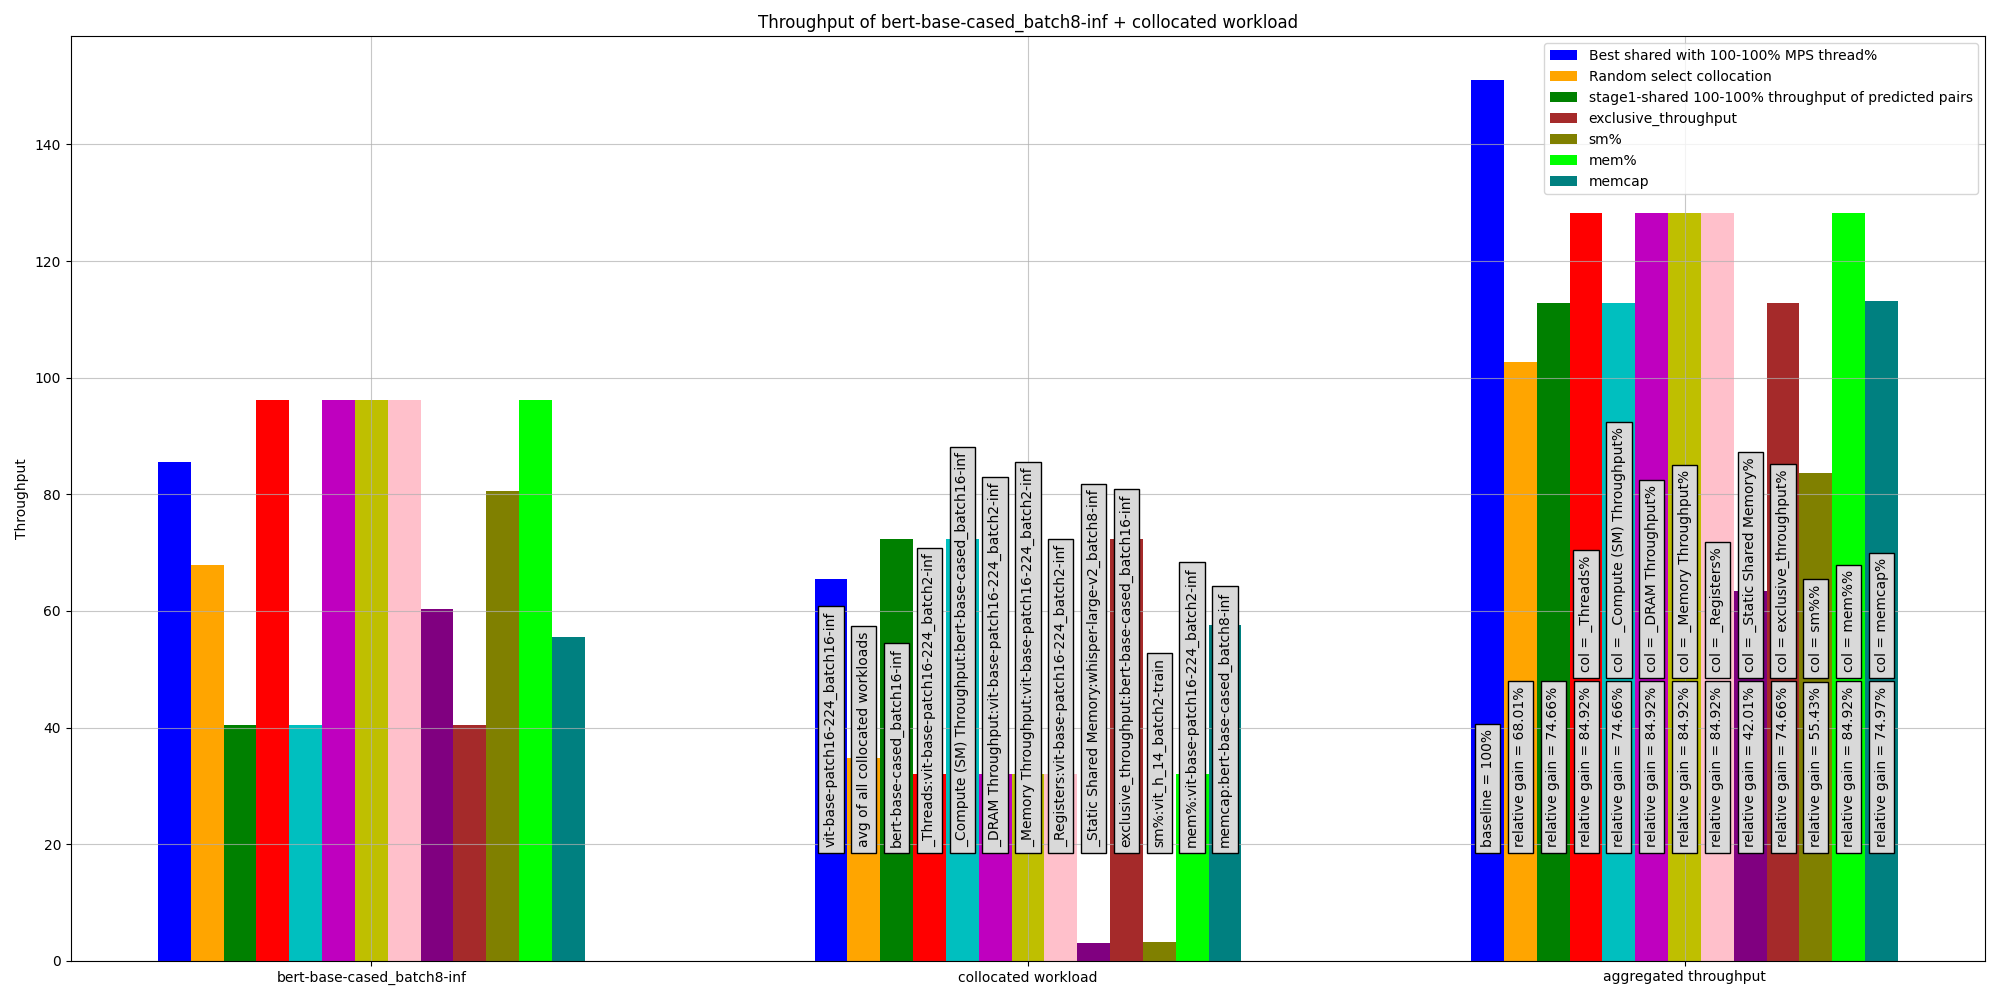 Throughput of bert-base-cased_batch8-inf + collocated workload
Best shared with 100-100% MPS thread%
Random select collocation
stage1-shared 100-100% throughput of predicted pairs
exclusive_throughput
sm%
mem%
memcap
Throughput
140
120
100
80
60
40
20
0
vit-base-patch16-224_batch16-inf
avg of all collocated workloads
bert-base-cased_batch16-inf
_Threads:vit-base-patch16-224_batch2-inf
_Compute (SM) Throughput:bert-base-cased_batch16-inf
_DRAM Throughput:vit-base-patch16-224_batch2-inf
_Memory Throughput:vit-base-patch16-224_batch2-inf
_Registers:vit-base-patch16-224_batch2-inf
_Static Shared Memory:whisper-large-v2_batch8-inf
exclusive_throughput:bert-base-cased_batch16-inf
sm%:vit_h_14_batch2-train
mem%:vit-base-patch16-224_batch2-inf
memcap:bert-base-cased_batch8-inf
baseline = 100%
relative gain = 68.01%
relative gain = 74.66%
relative gain = 84.92%
col = _Threads%
relative gain = 74.66%
col = _Compute (SM) Throughput%
relative gain = 84.92%
col = _DRAM Throughput%
relative gain = 84.92%
col = _Memory Throughput%
relative gain = 84.92%
col = _Registers%
relative gain = 42.01%
col = _Static Shared Memory%
relative gain = 74.66%
col = exclusive_throughput%
relative gain = 55.43%
col = sm%%
relative gain = 84.92%
col = mem%%
relative gain = 74.97%
col = memcap%
bert-base-cased_batch8-inf
collocated workload
aggregated throughput